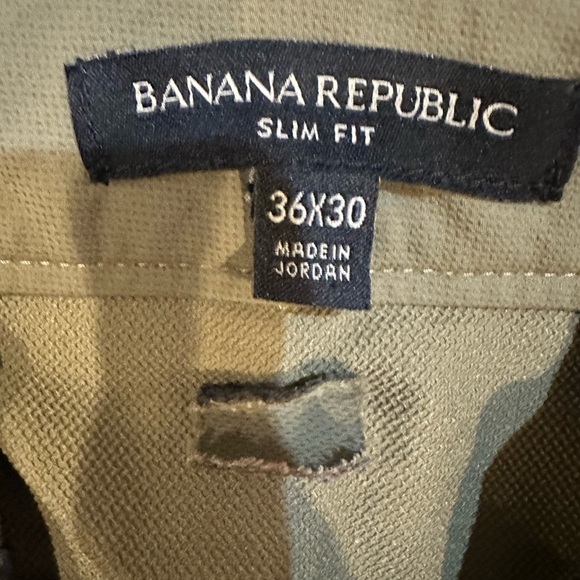 BANANA REPUBLIC
SLIM FIT
36X30
MADE IN
JORDAN